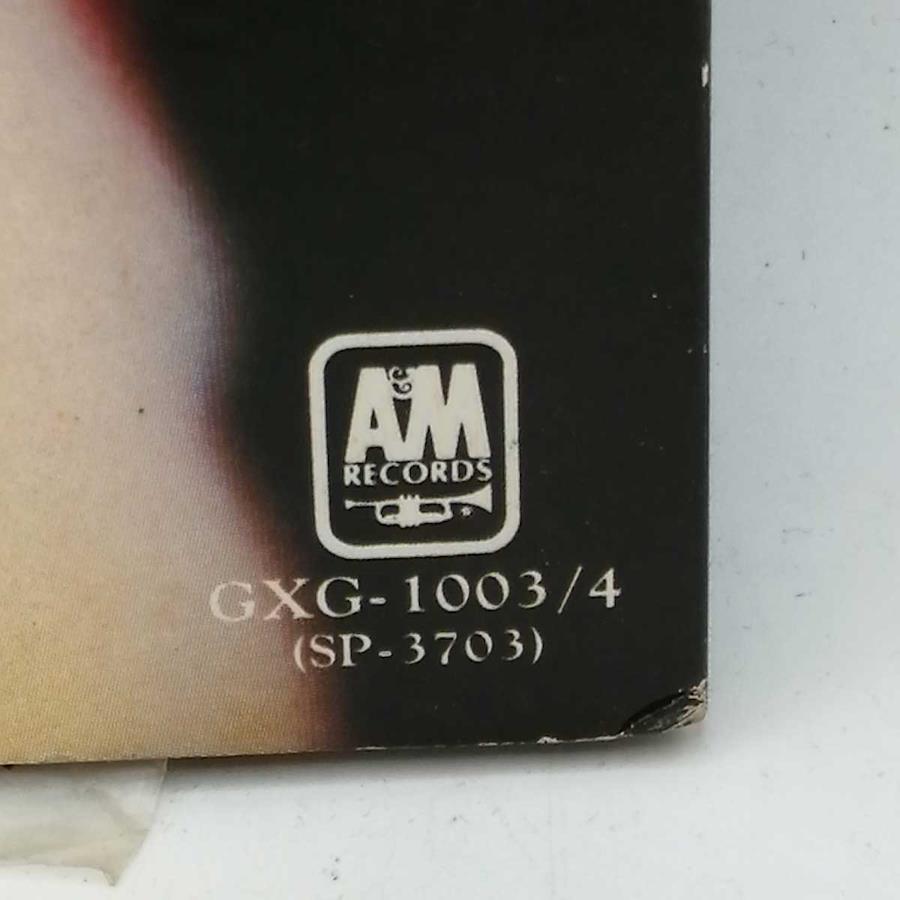 A&M
RECORDS
GXG-1003/4
(SP-3703)